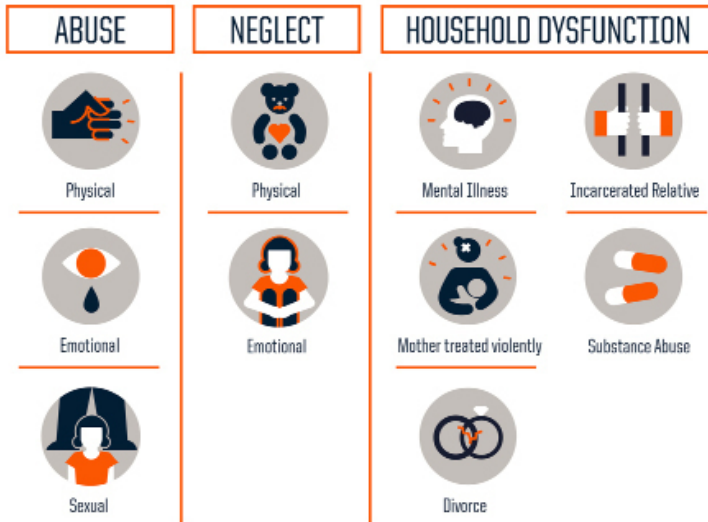 ABUSE
NEGLECT
HOUSEHOLD DYSFUNCTION
Physical
Physical
Mental Illness
Incarcerated Relative
Emotional
Emotional
Mother treated violently
Substance Abuse
Sexual
Divorce